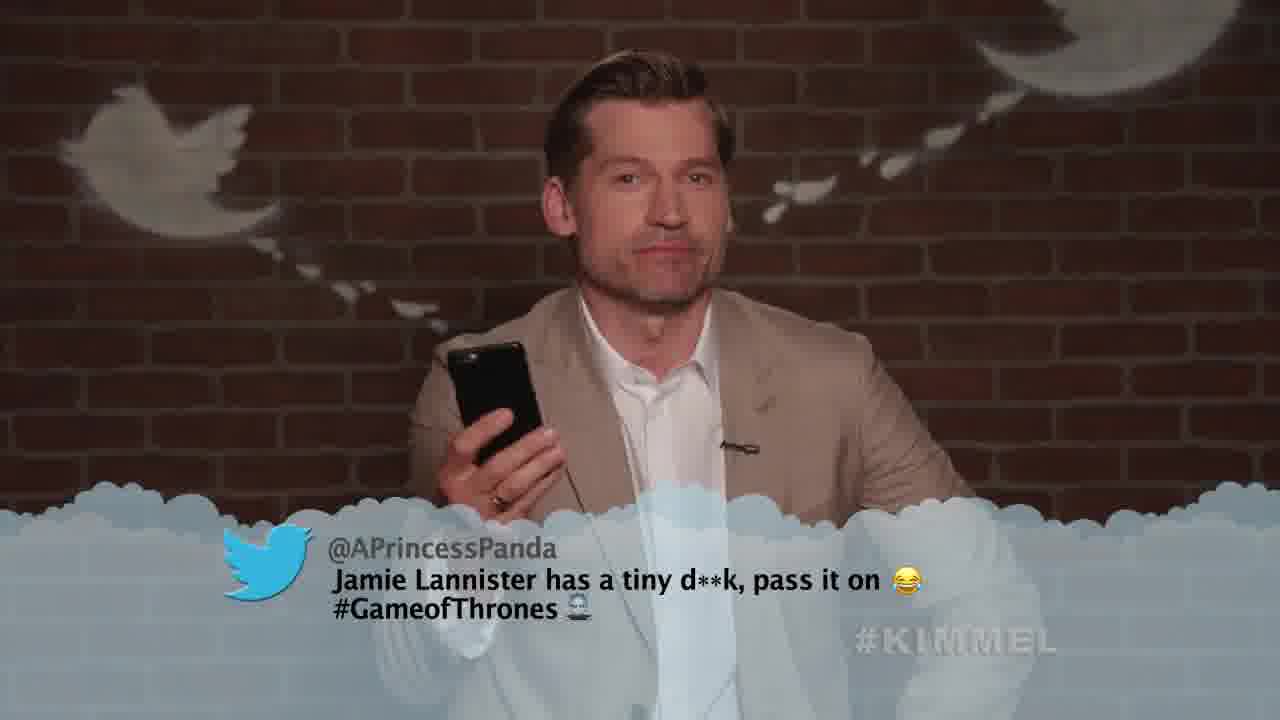 @APrincessPanda
Jamie Lannister has a tiny d**k, pass it on 😂
#GameofThrones
#KIMMEL